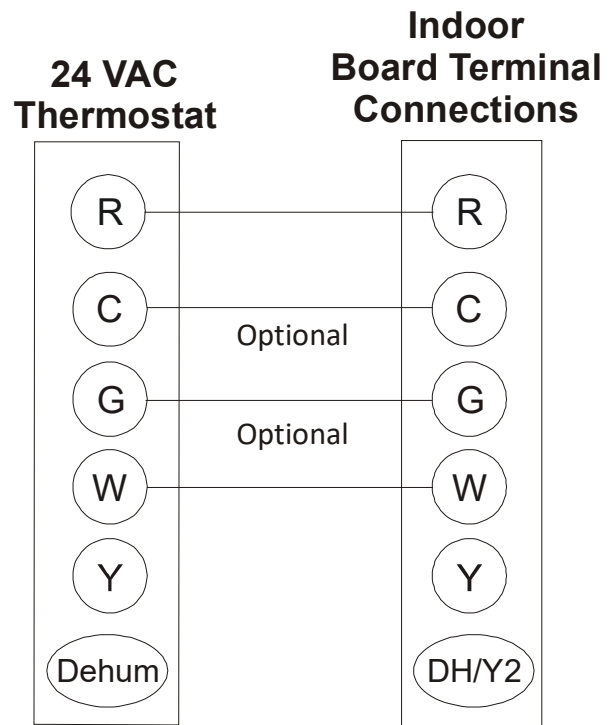 24 VAC
Thermostat
Indoor
Board Terminal
Connections
R
R
C
C
Optional
G
G
Optional
W
W
Y
Y
Dehum
DH/Y2